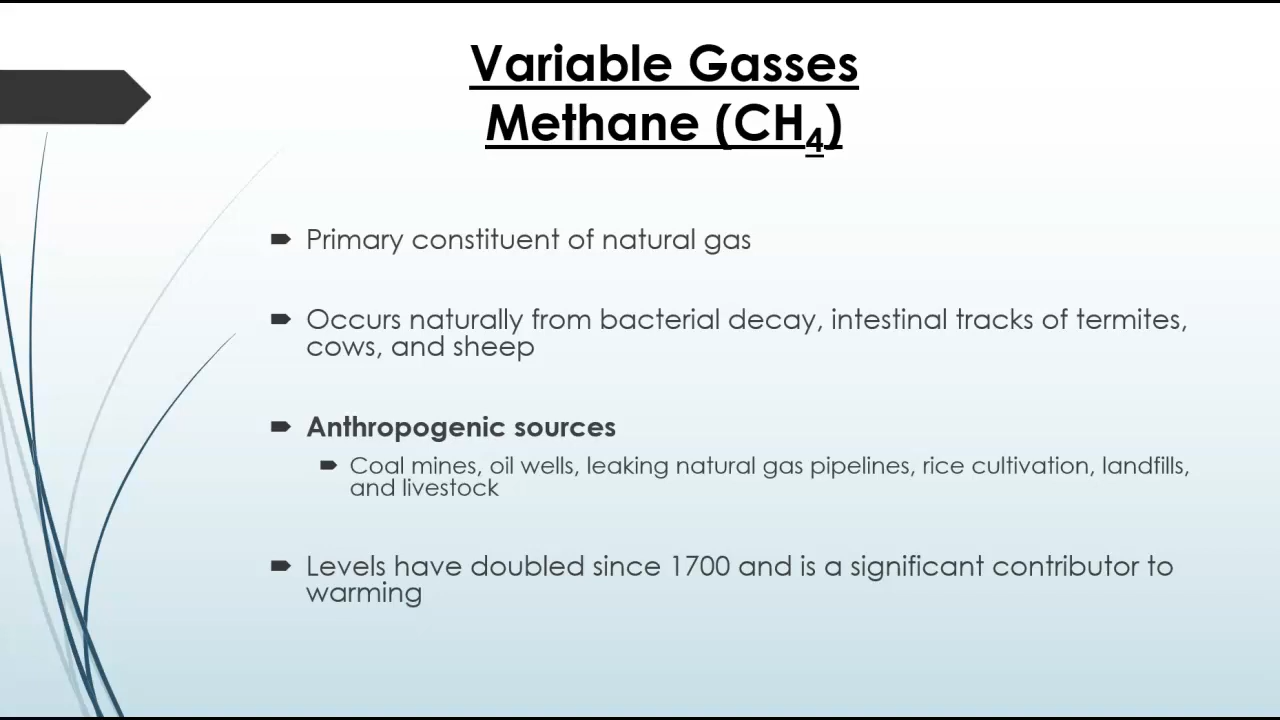 Variable Gasses
Methane (CH₄)
Primary constituent of natural gas
Occurs naturally from bacterial decay, intestinal tracks of termites,
cows, and sheep
Anthropogenic sources
Coal mines, oil wells, leaking natural gas pipelines, rice cultivation, landfills,
and livestock
Levels have doubled since 1700 and is a significant contributor to
warming